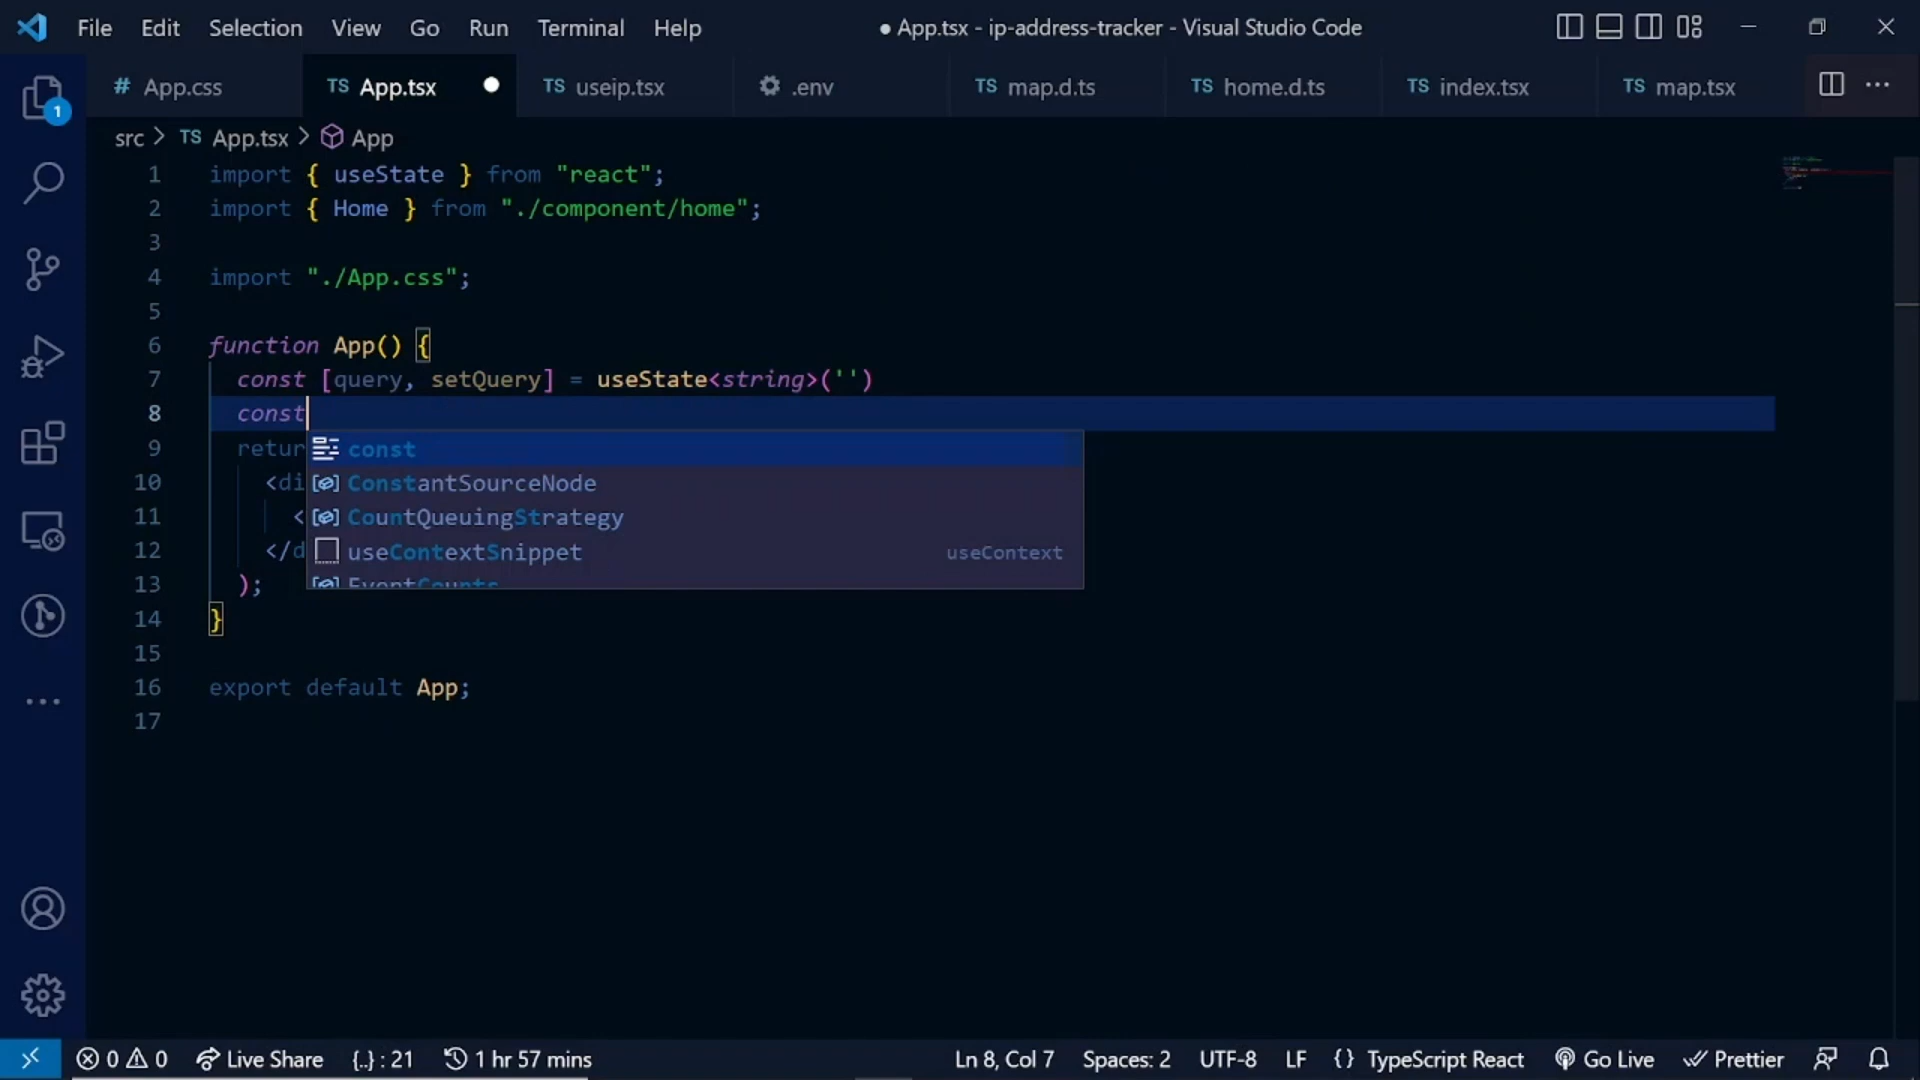 File Edit Selection View Go Run Terminal Help ● App.tsx - ip-address-tracker - Visual Studio Code
# App.css TS App.tsx TS useip.tsx .env TS map.d.ts TS home.d.ts TS index.tsx TS map.tsx ...
1
src > TS App.tsx > App
1 import { useState } from "react";
2 import { Home } from "./component/home";
3
4 import "./App.css";
5
6 function App() {
7 const [query, setQuery] = useState<string>('')
8 const
9 retur
const
10 <di
ConstantSourceNode
11 <
CountQueuingStrategy
12 </d
useContextSnippet useContext
13 );
EventCounts
14 }
15
16 export default App;
17
0 0 Live Share {..} : 21 1 hr 57 mins Ln 8, Col 7 Spaces: 2 UTF-8 LF { } TypeScript React Go Live Prettier